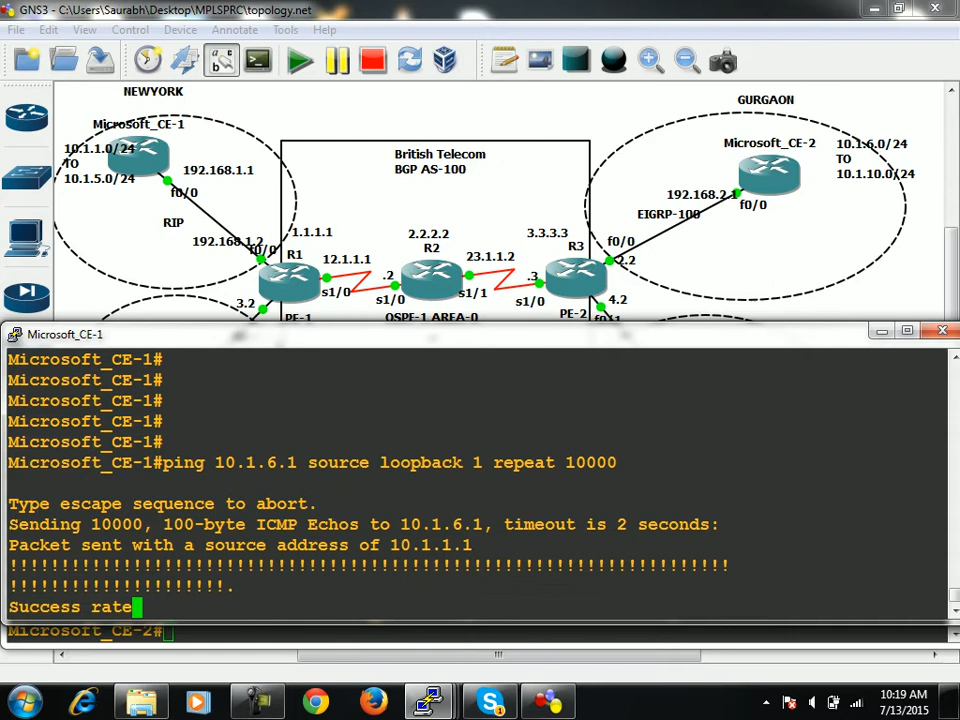 GNS3 - C:\Users\Saurabh\Desktop\MPLSPRC\topology.net
File Edit View Control Device Annotate Tools Help
NEWYORK
Microsoft_CE-1
10.1.1.0/24
TO
10.1.5.0/24
192.168.1.1
f0/0
RIP
192.168.1.2
f0/0
1.1.1.1
R1
12.1.1.1
s1/0
3.2
PE-1
British Telecom
BGP AS-100
2.2.2.2
R2
.2
s1/0
23.1.1.2
s1/1
OSPF-1 AREA-0
3.3.3.3
R3
.3
s1/0
f0/0
2.2
4.2
PE-2
GURGAON
Microsoft_CE-2
10.1.6.0/24
TO
10.1.10.0/24
192.168.2.1
f0/0
EIGRP-100
Microsoft_CE-1
Microsoft_CE-1#
Microsoft_CE-1#
Microsoft_CE-1#
Microsoft_CE-1#
Microsoft_CE-1#
Microsoft_CE-1#ping 10.1.6.1 source loopback 1 repeat 10000
Type escape sequence to abort.
Sending 10000, 100-byte ICMP Echos to 10.1.6.1, timeout is 2 seconds:
Packet sent with a source address of 10.1.1.1
!!!!!!!!!!!!!!!!!!!!!!!!!!!!!!!!!!!!!!!!!!!!!!!!!!!!!!!!!!!!!!!!!!!!!!
!!!!!!!!!!!!!!!!!!!!!.
Success rate
Microsoft_CE-2#
10:19 AM
7/13/2015